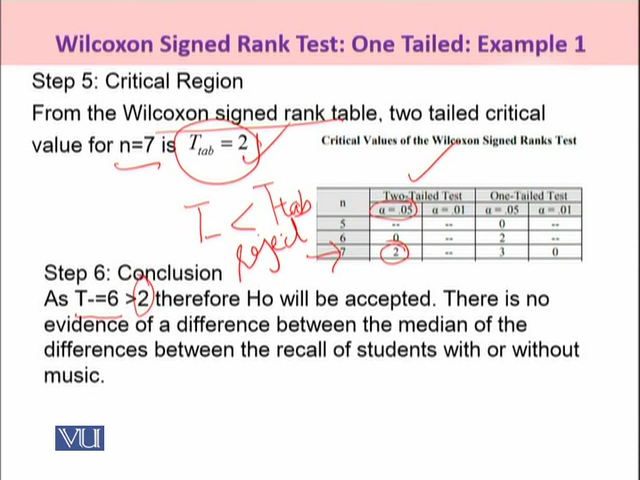 Wilcoxon Signed Rank Test: One Tailed: Example 1
Step 5: Critical Region
From the Wilcoxon signed rank table, two tailed critical
value for n=7 is T_tab = 2
Critical Values of the Wilcoxon Signed Ranks Test
n Two-Tailed Test One-Tailed Test
α = .05 α = .01 α = .05 α = .01
5 -- -- 0 --
6 0 -- 2 --
7 2 -- 3 0
T < Ttab
Reject
Step 6: Conclusion
As T-=6 >2 therefore Ho will be accepted. There is no
evidence of a difference between the median of the
differences between the recall of students with or without
music.
VU